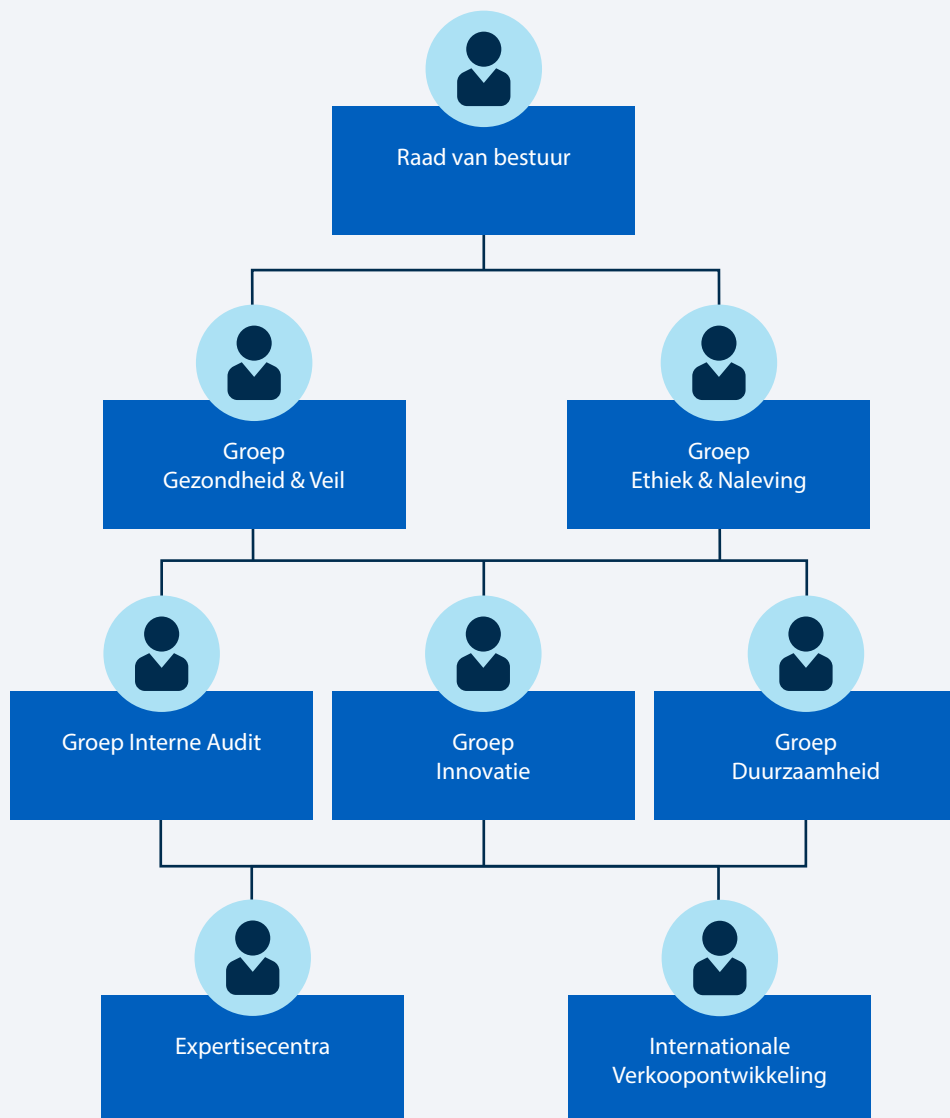 Raad van bestuur
Groep
Gezondheid & Veil
Groep
Ethiek & Naleving
Groep Interne Audit
Groep
Innovatie
Groep
Duurzaamheid
Expertisecentra
Internationale
Verkoopontwikkeling